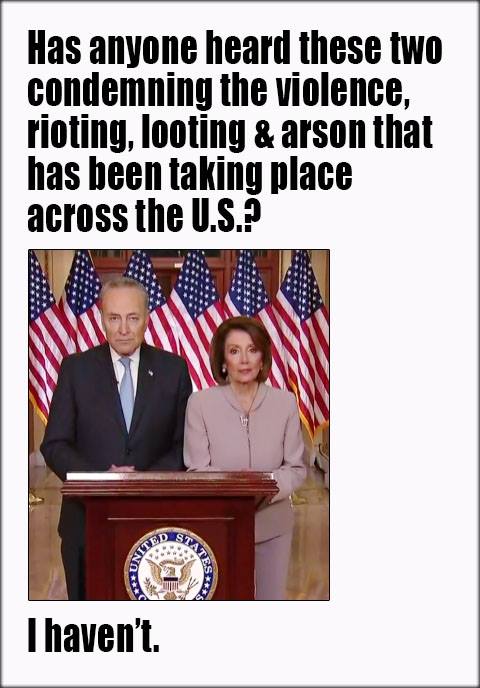 Has anyone heard these two
condemning the violence,
rioting, looting & arson that
has been taking place
across the U.S.?
UNITED STATES
I haven't.